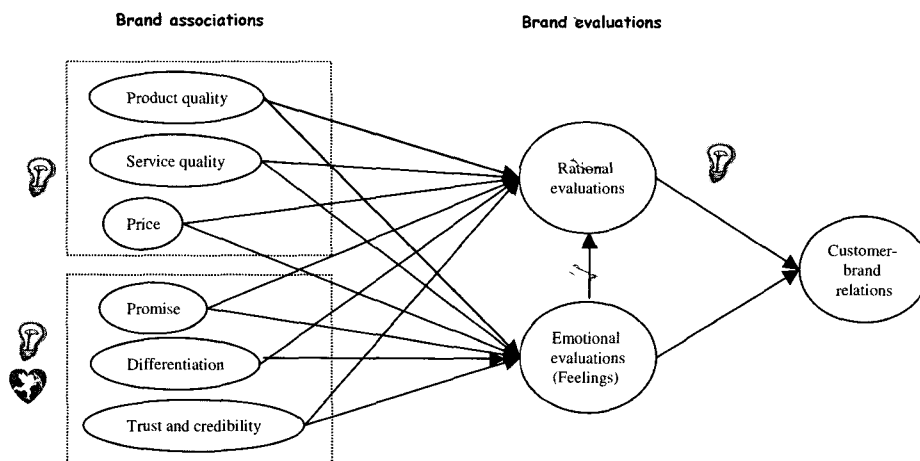 Brand associations
Brand evaluations
Product quality
Service quality
Price
Promise
Differentiation
Trust and credibility
Rational
evaluations
Emotional
evaluations
(Feelings)
Customer-
brand
relations